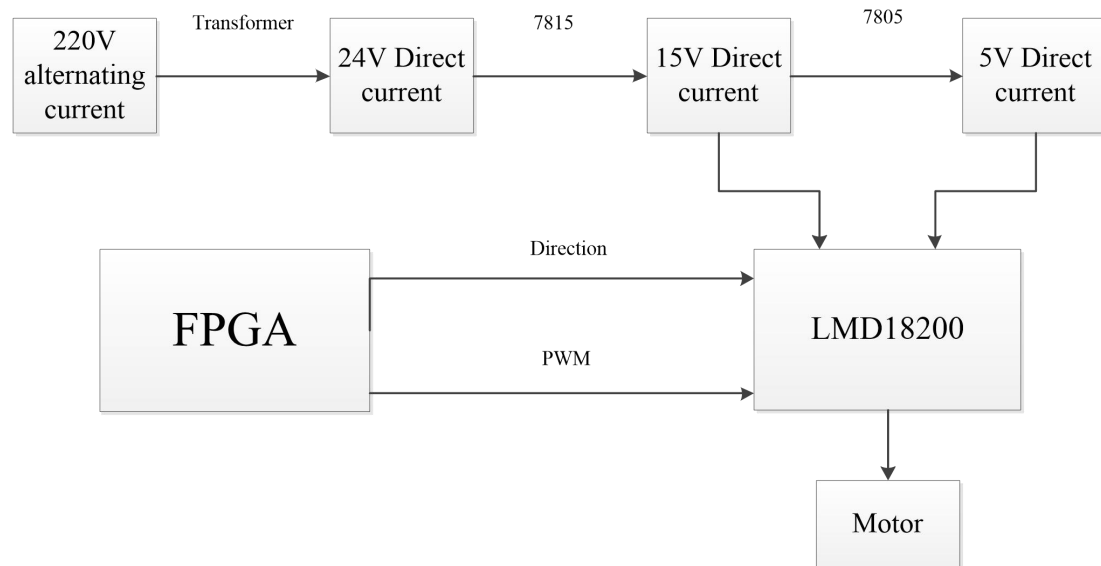 Transformer
7815
7805
220V
alternating
current
24V Direct
current
15V Direct
current
5V Direct
current
Direction
FPGA
LMD18200
PWM
Motor